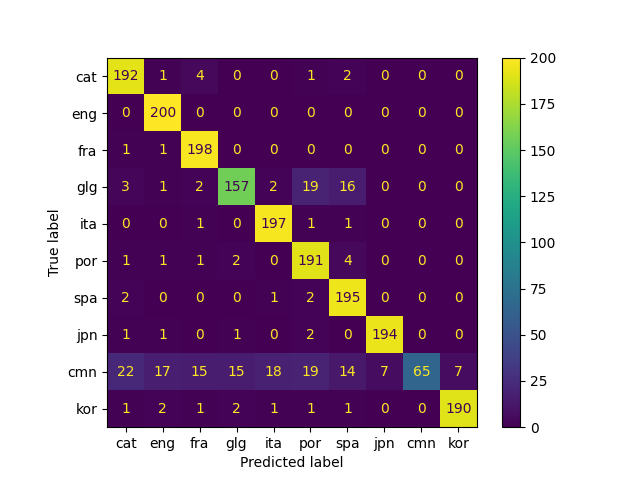 cat 192 1 4 0 0 1 2 0 0 0
eng 0 200 0 0 0 0 0 0 0 0
fra 1 1 198 0 0 0 0 0 0 0
glg 3 1 2 157 2 19 16 0 0 0
ita 0 0 1 0 197 1 1 0 0 0
por 1 1 1 2 0 191 4 0 0 0
spa 2 0 0 0 1 2 195 0 0 0
jpn 1 1 0 1 0 2 0 194 0 0
cmn 22 17 15 15 18 19 14 7 65 7
kor 1 2 1 2 1 1 1 0 0 190
cat eng fra glg ita por spa jpn cmn kor
Predicted label
True label
200
175
150
125
100
75
50
25
0